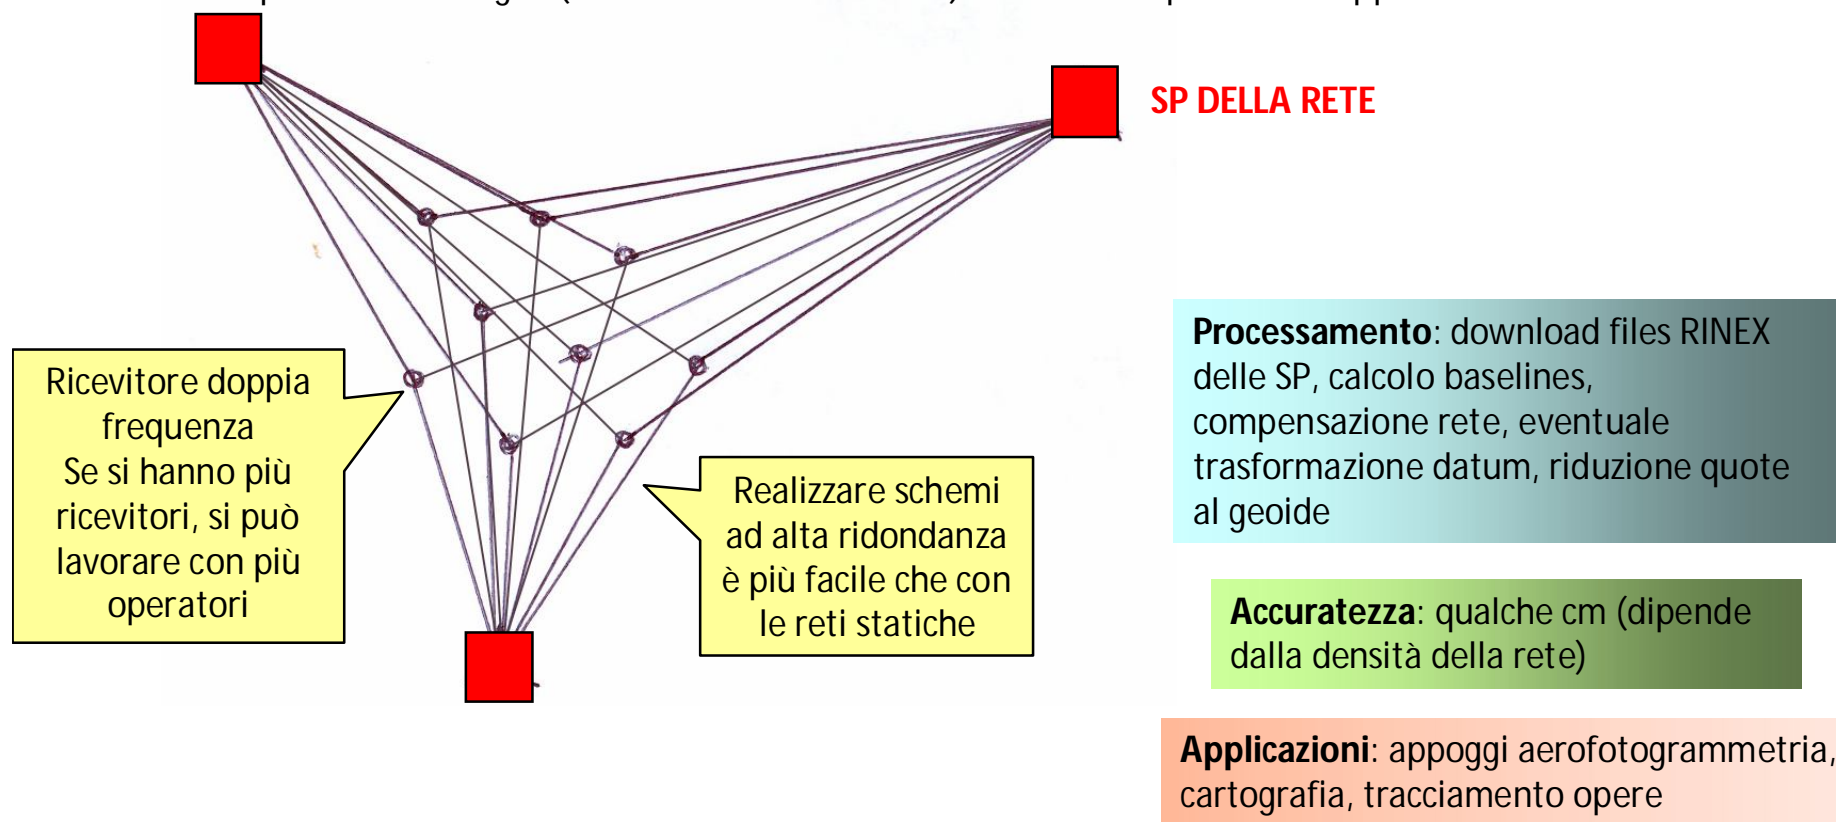 SP DELLA RETE
Ricevitore doppia
frequenza
Se si hanno più
ricevitori, si può
lavorare con più
operatori
Realizzare schemi
ad alta ridondanza
è più facile che con
le reti statiche
Processamento: download files RINEX
delle SP, calcolo baselines,
compensazione rete, eventuale
trasformazione datum, riduzione quote
al geoide
Accuratezza: qualche cm (dipende
dalla densità della rete)
Applicazioni: appoggi aerofotogrammetria,
cartografia, tracciamento opere